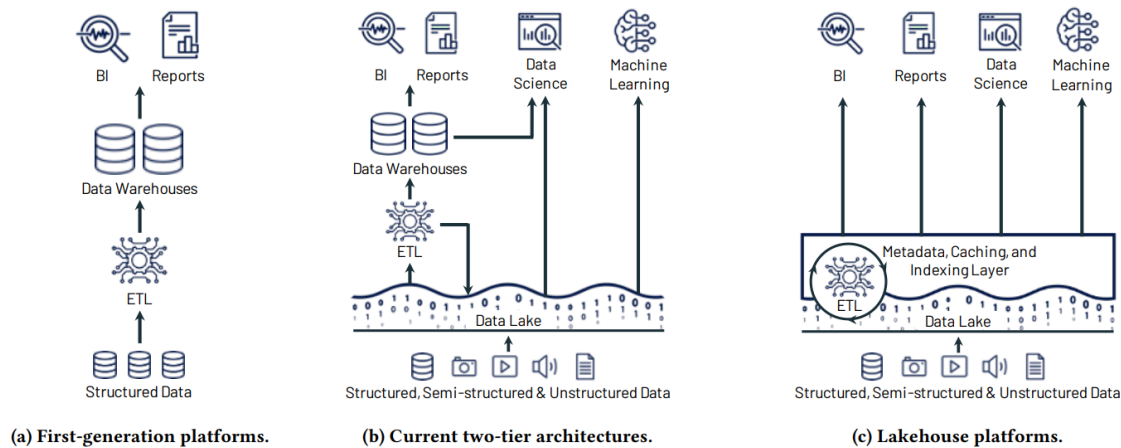 BI
Reports
Data Warehouses
ETL
Structured Data
(a) First-generation platforms.
BI
Reports
Data
Science
Machine
Learning
Data Warehouses
ETL
Data Lake
Structured, Semi-structured & Unstructured Data
(b) Current two-tier architectures.
BI
Reports
Data
Science
Machine
Learning
Metadata, Caching, and
Indexing Layer
ETL
Data Lake
Structured, Semi-structured & Unstructured Data
(c) Lakehouse platforms.